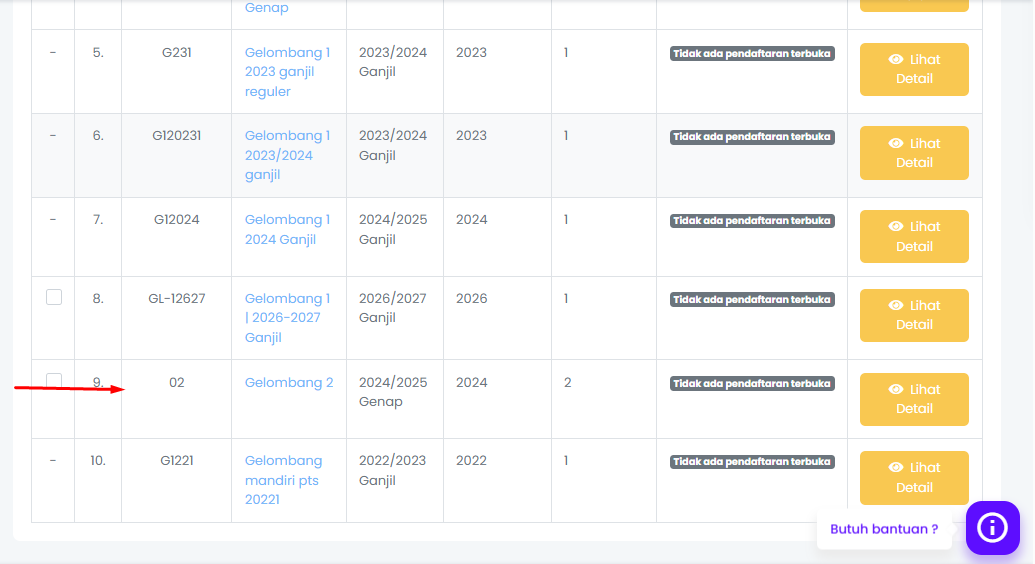 Genap
- 5. G231 Gelombang 1 2023/2024 2023 1 Tidak ada pendaftaran terbuka Lihat
2023 ganjil Ganjil Detail
reguler
- 6. G120231 Gelombang 1 2023/2024 2023 1 Tidak ada pendaftaran terbuka Lihat
2023/2024 Ganjil Detail
ganjil
- 7. G12024 Gelombang 1 2024/2025 2024 1 Tidak ada pendaftaran terbuka Lihat
2024 Ganjil Ganjil Detail
8. GL-12627 Gelombang 1 2026/2027 2026 1 Tidak ada pendaftaran terbuka Lihat
| 2026-2027 Ganjil Detail
Ganjil
9. 02 Gelombang 2 2024/2025 2024 2 Tidak ada pendaftaran terbuka Lihat
Genap Detail
- 10. G1221 Gelombang 2022/2023 2022 1 Tidak ada pendaftaran terbuka Lihat
mandiri pts Ganjil Detail
20221
Butuh bantuan ?